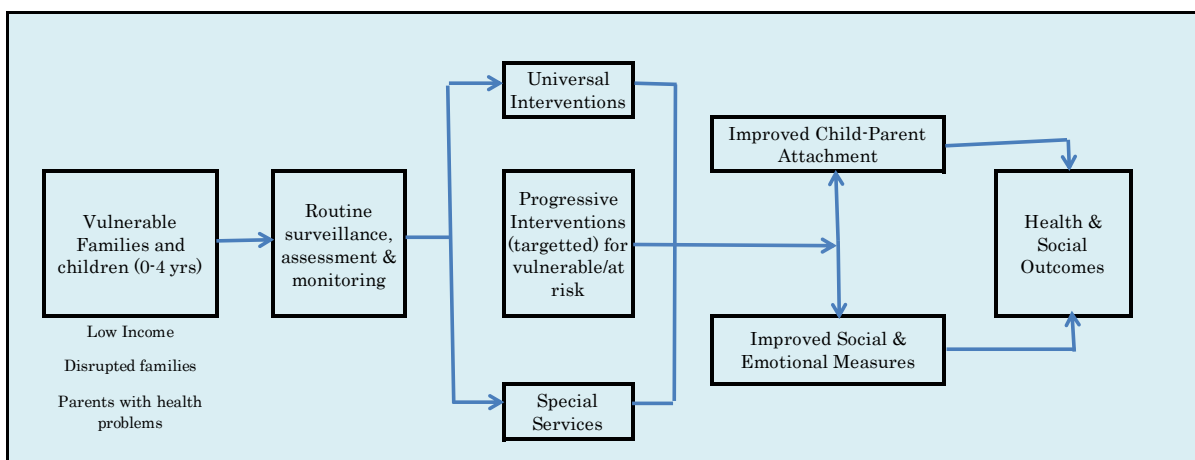 Vulnerable
Families and
children (0-4 yrs)
Low Income
Disrupted families
Parents with health
problems
Routine
surveillance,
assessment &
monitoring
Universal
Interventions
Progressive
Interventions
(targetted) for
vulnerable/at
risk
Special
Services
Improved Child-Parent
Attachment
Improved Social &
Emotional Measures
Health &
Social
Outcomes